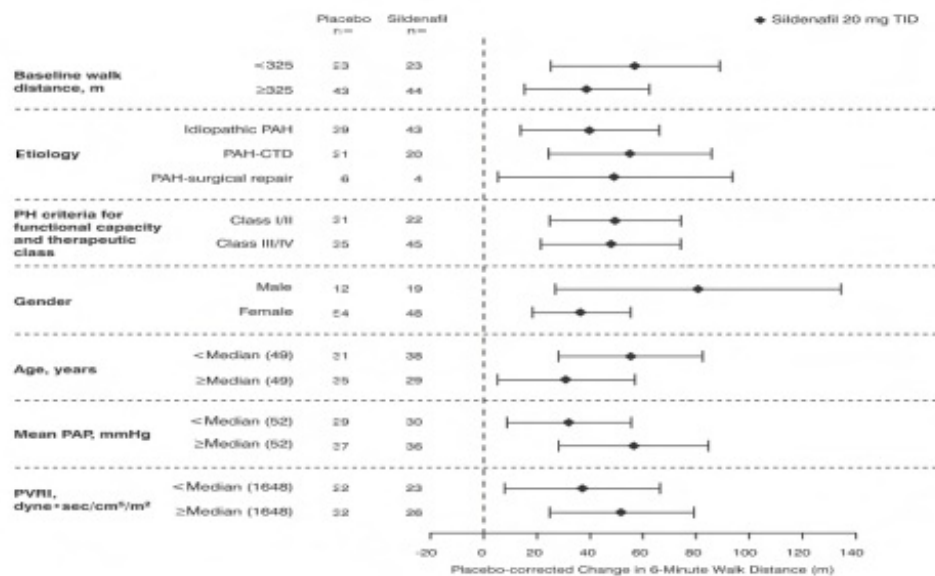 Placebo n= Sildenafil n=
◆ Sildenafil 20 mg TID
Baseline walk distance, m
<325 23 23
≥325 43 44
Etiology
Idiopathic PAH 39 43
PAH-CTD 21 20
PAH-surgical repair 6 4
PH criteria for functional capacity and therapeutic class
Class I/II 31 22
Class III/IV 35 45
Gender
Male 12 19
Female 54 48
Age, years
<Median (49) 31 38
≥Median (49) 35 29
Mean PAP, mmHg
<Median (52) 29 30
≥Median (52) 37 36
PVRI, dyne•sec/cm⁵/m²
<Median (1648) 23
≥Median (1648)
-20 0 20 40 60 80 100 120 140
Placebo-corrected Change in 6-Minute Walk Distance (m)